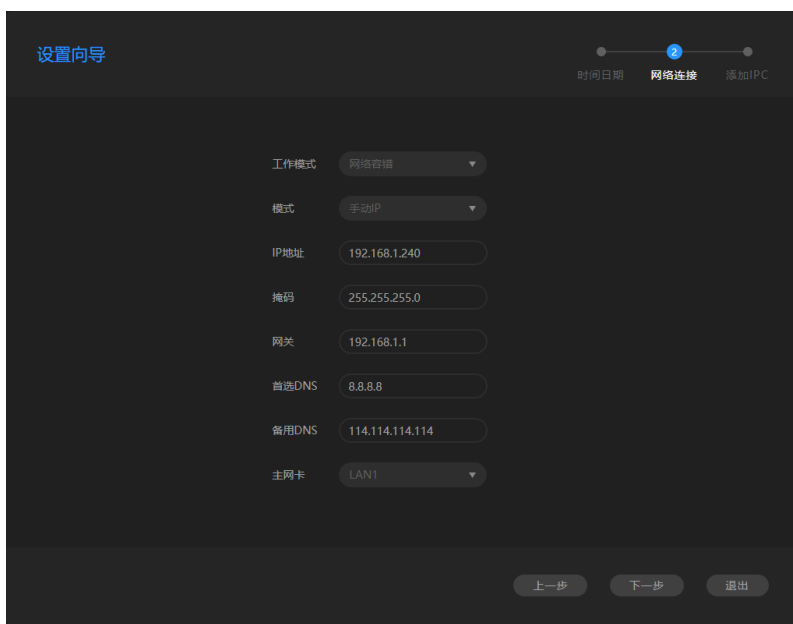 设置向导
2
时间日期 网络连接 添加IPC
工作模式 网络容错
模式 手动IP
IP地址 192.168.1.240
掩码 255.255.255.0
网关 192.168.1.1
首选DNS 8.8.8.8
备用DNS 114.114.114.114
主网卡 LAN1
上一步 下一步 退出